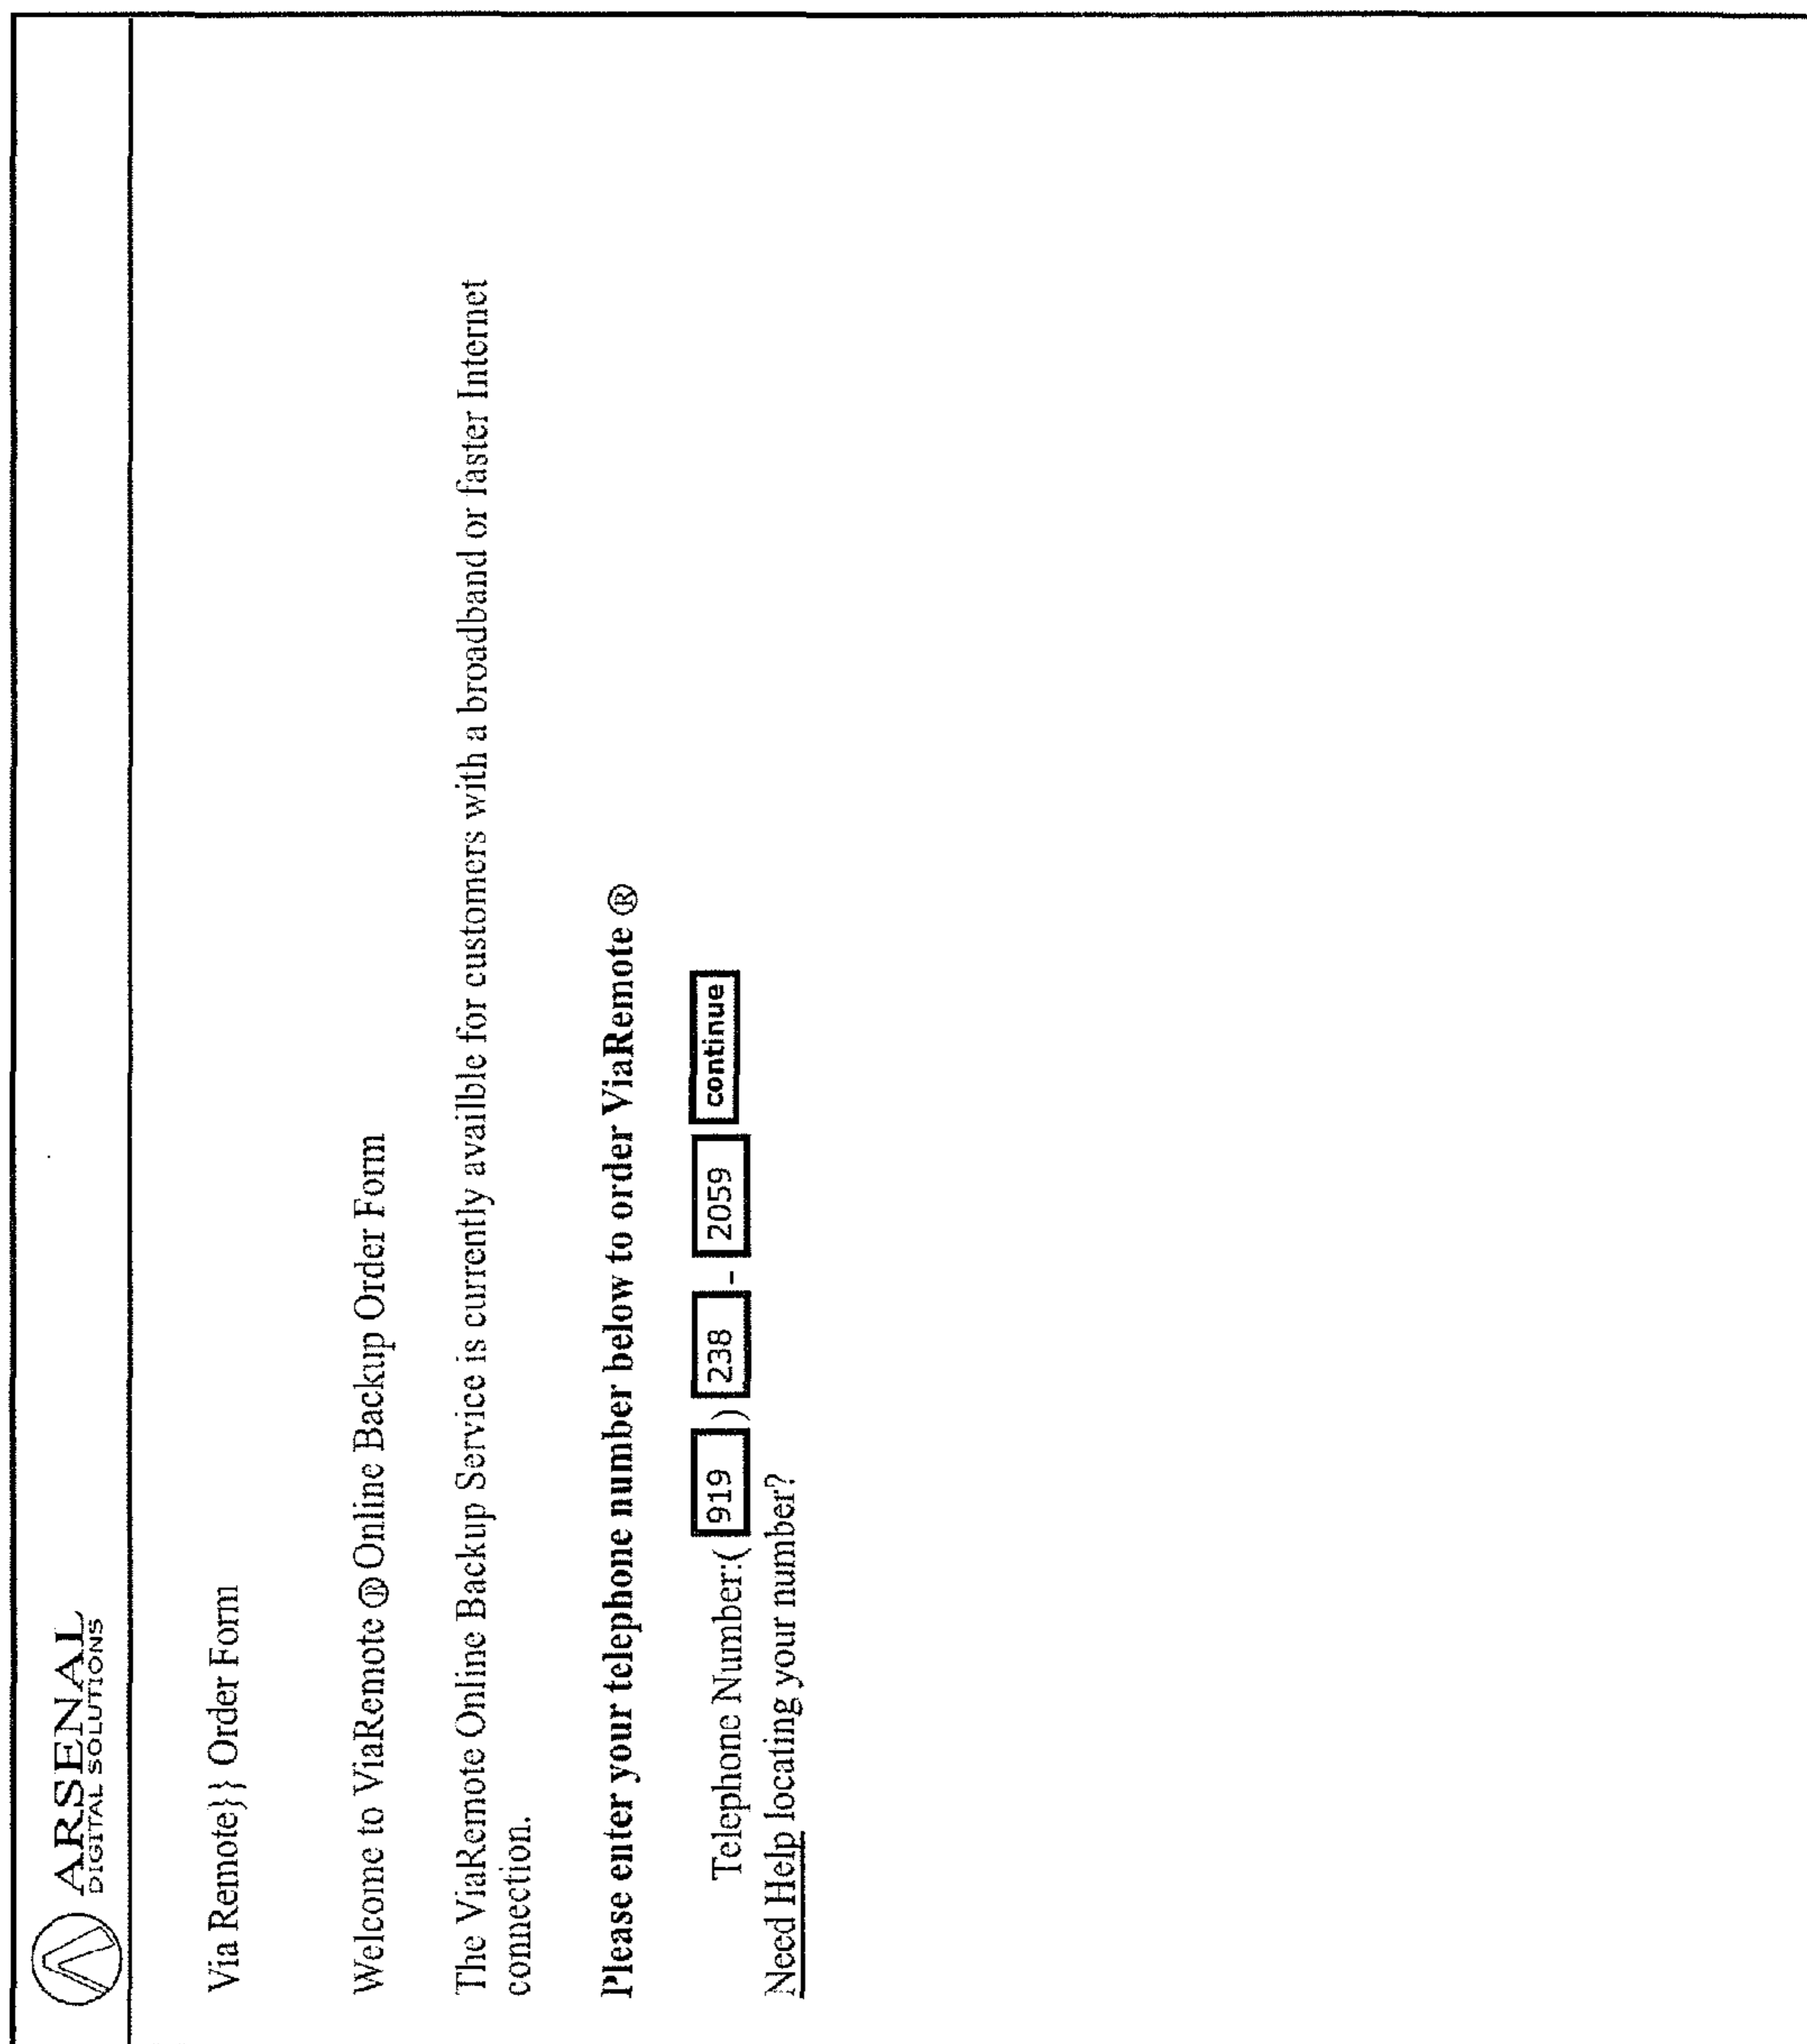 ARSENAL
DIGITAL SOLUTIONS
Via Remote}} Order Form
Welcome to ViaRemote ® Online Backup Order Form
The ViaRemote Online Backup Service is currently availble for customers with a broadband or faster Internet
connection.
Please enter your telephone number below to order ViaRemote ®
Telephone Number:( 919 ) 238 - 2059 continue
Need Help locating your number?